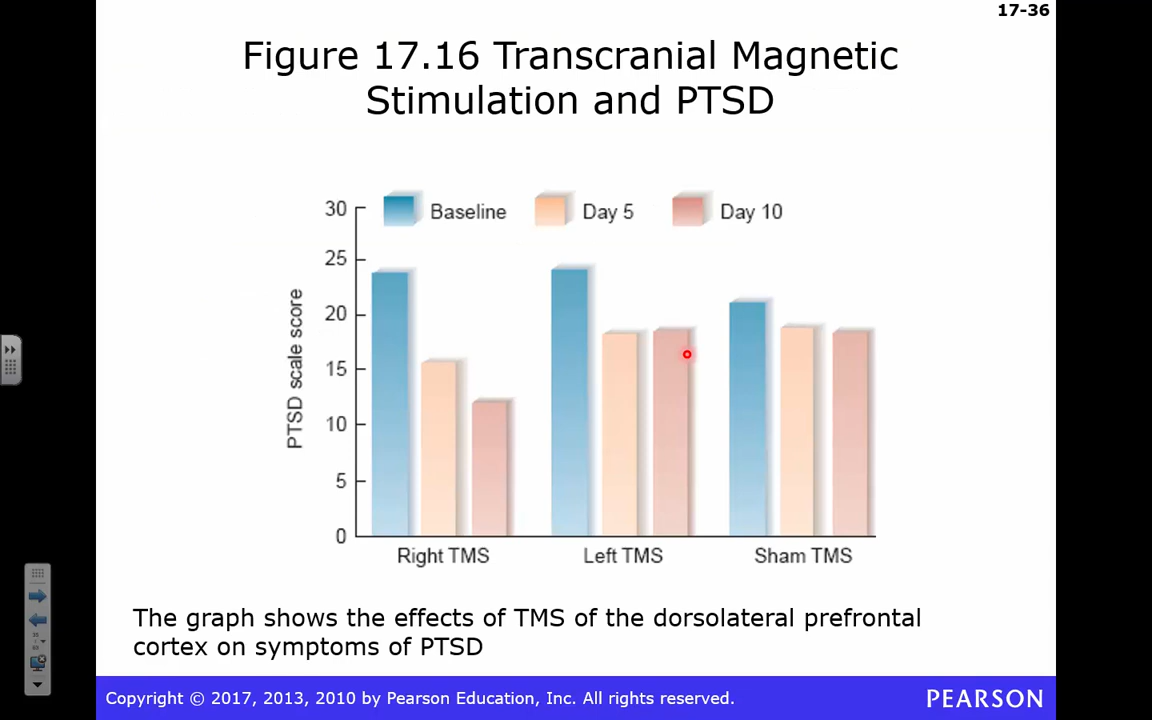 17-36
Figure 17.16 Transcranial Magnetic
Stimulation and PTSD
30
Baseline
Day 5
Day 10
25
20
15
10
5
0
PTSD scale score
Right TMS
Left TMS
Sham TMS
The graph shows the effects of TMS of the dorsolateral prefrontal
cortex on symptoms of PTSD
Copyright © 2017, 2013, 2010 by Pearson Education, Inc. All rights reserved.
PEARSON